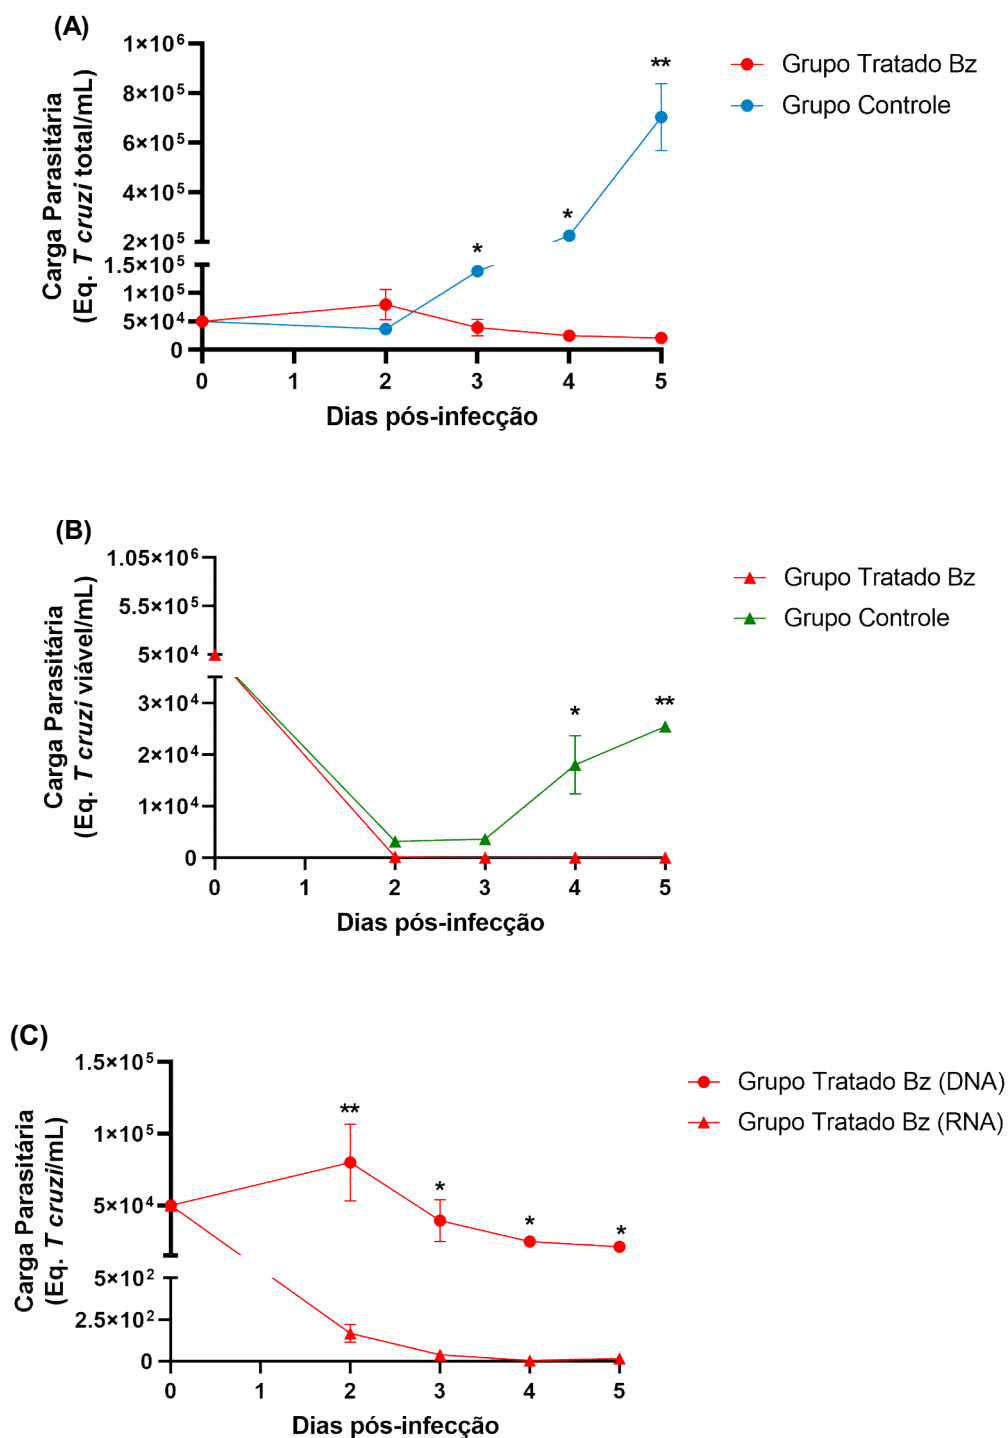 (A)
1×10⁶
8×10⁵
6×10⁵
4×10⁵
2×10⁵
1.5×10⁵
1×10⁵
5×10⁴
0
Carga Parasitária
(Eq. T cruzi total/mL)
*
*
**
0 1 2 3 4 5
Dias pós-infecção
Grupo Tratado Bz
Grupo Controle
(B)
1.05×10⁶
5.5×10⁵
5×10⁴
3×10⁴
2×10⁴
1×10⁴
0
Carga Parasitária
(Eq. T cruzi viável/mL)
*
**
0 1 2 3 4 5
Dias pós-infecção
Grupo Tratado Bz
Grupo Controle
(C)
1.5×10⁵
1×10⁵
5×10⁴
5×10²
2.5×10²
0
Carga Parasitária
(Eq. T cruzi/mL)
**
*
*
*
0 1 2 3 4 5
Dias pós-infecção
Grupo Tratado Bz (DNA)
Grupo Tratado Bz (RNA)